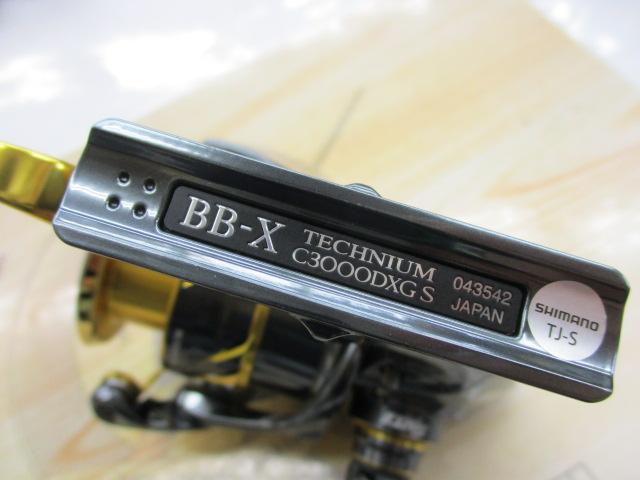 BB-X
TECHNIUM
C3000DXG S
043542
JAPAN
SHIMANO
TJ-S